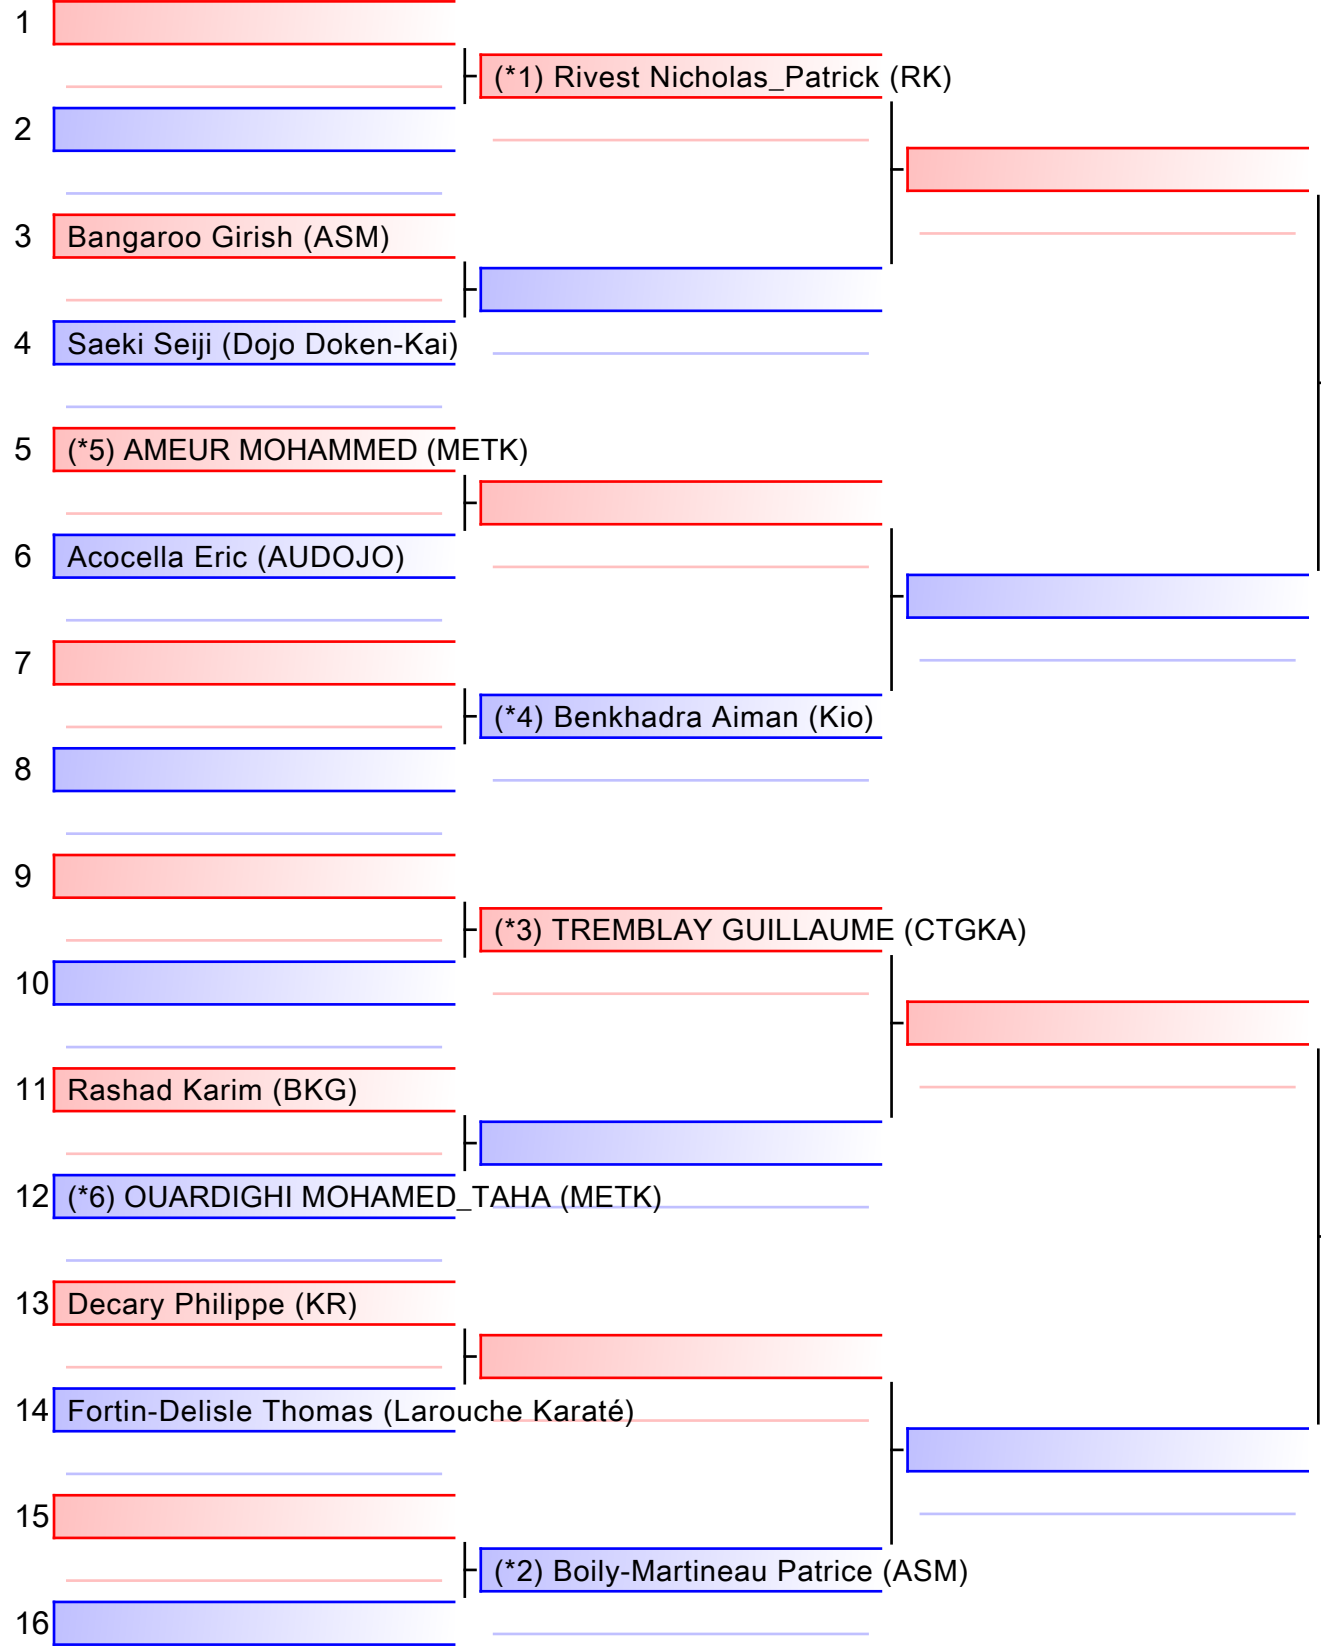 1
(*1) Rivest Nicholas_Patrick (RK)
2
3 Bangaroo Girish (ASM)
4 Saeki Seiji (Dojo Doken-Kai)
5 (*5) AMEUR MOHAMMED (METK)
6 Acocella Eric (AUDOJO)
7
(*4) Benkhadra Aiman (Kio)
8
9
(*3) TREMBLAY GUILLAUME (CTGKA)
10
11 Rashad Karim (BKG)
12 (*6) OUARDIGHI MOHAMED_TAHA (METK)
13 Decary Philippe (KR)
14 Fortin-Delisle Thomas (Larouche Karaté)
15
(*2) Boily-Martineau Patrice (ASM)
16